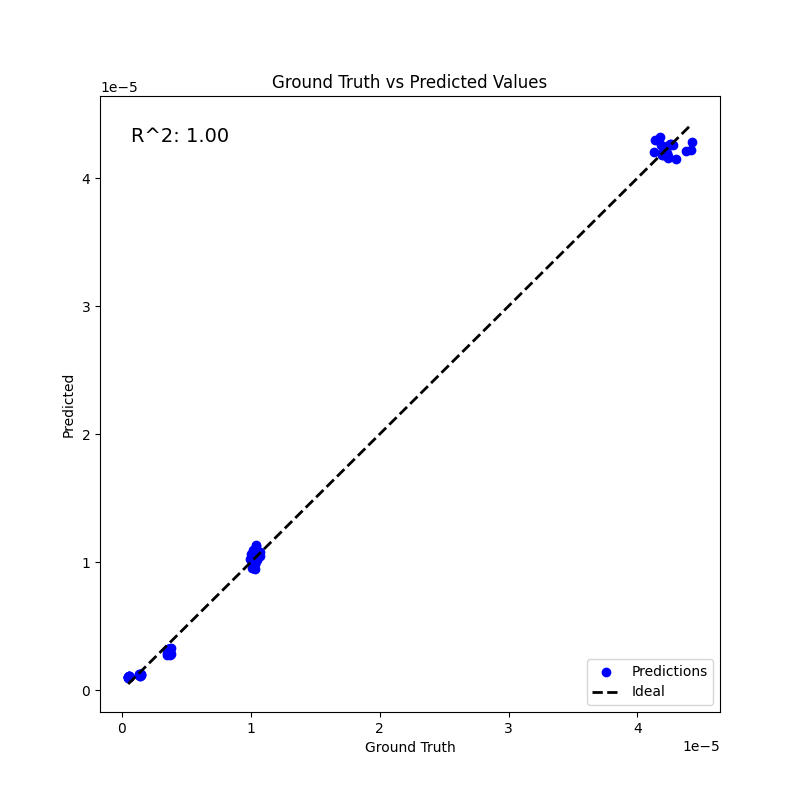 Ground Truth vs Predicted Values
1e−5
R^2: 1.00
4
3
2
1
0
Predicted
Predictions
Ideal
0 1 2 3 4
1e−5
Ground Truth